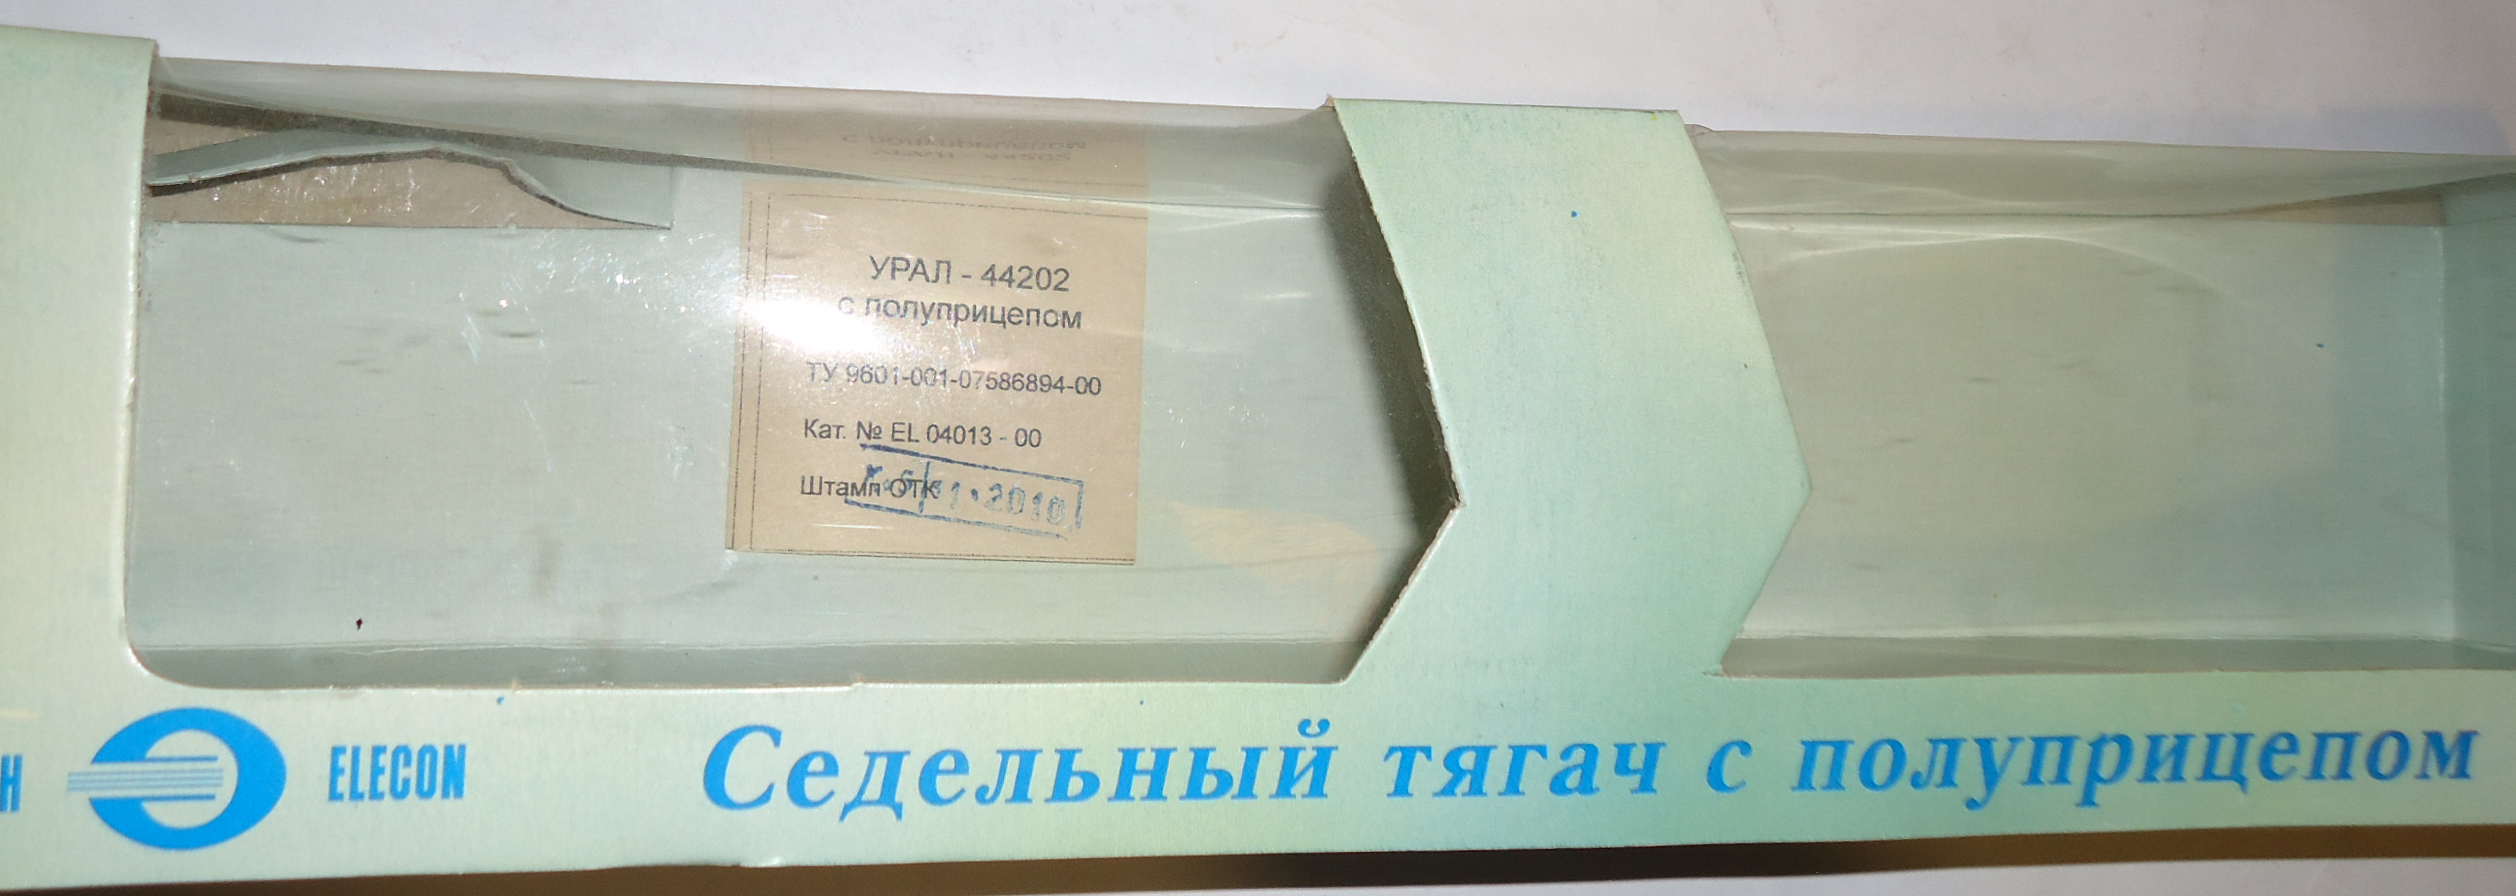 УРАЛ - 44202
с полуприцепом
ТУ 9601-001-07586894-00
Кат. № EL 04013 - 00
Штамп ОТК
2010
ELECON
Седельный тягач с полуприцепом